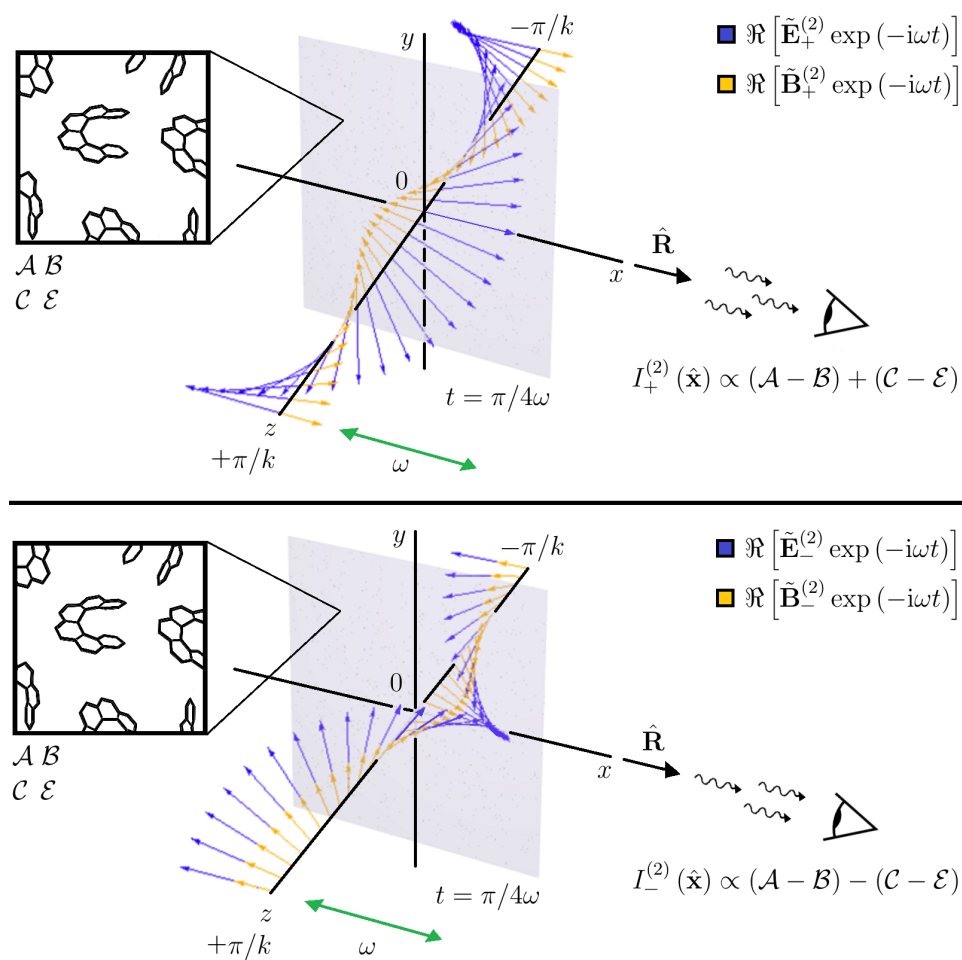 y
−π/k
ℜ [Ẽ₊⁽²⁾ exp (−iωt)]
ℜ [B̃₊⁽²⁾ exp (−iωt)]
0
𝒜 ℬ
𝒞 ℰ
R̂
x
I₊⁽²⁾ (x̂) ∝ (𝒜 − ℬ) + (𝒞 − ℰ)
t = π/4ω
z
+π/k
ω
y
−π/k
ℜ [Ẽ₋⁽²⁾ exp (−iωt)]
ℜ [B̃₋⁽²⁾ exp (−iωt)]
0
𝒜 ℬ
𝒞 ℰ
R̂
x
I₋⁽²⁾ (x̂) ∝ (𝒜 − ℬ) − (𝒞 − ℰ)
t = π/4ω
z
+π/k
ω